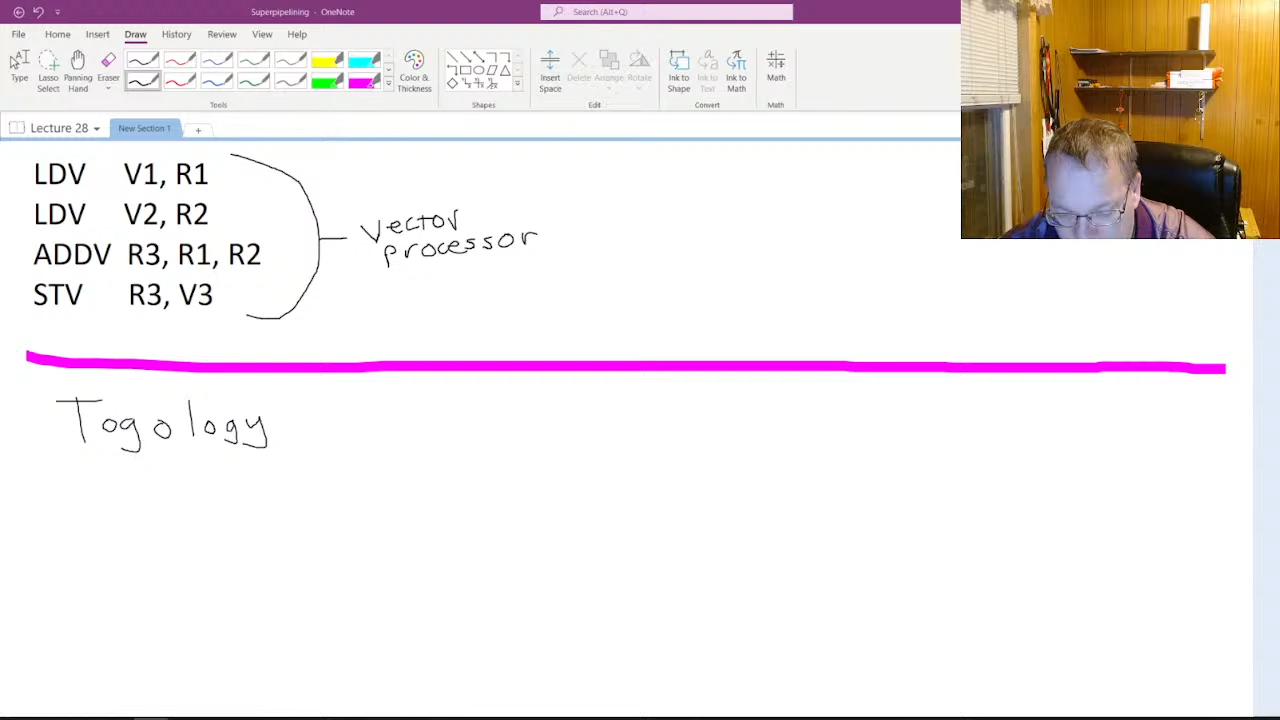 Superpipelining - OneNote
Search (Alt+Q)
File Home Insert Draw History Review View Help
Type
Lasso Select
Panning Hand
Eraser
Color & Thickness
Insert Space
Delete
Arrange
Rotate
Ink to Shape
Ink to Text
Ink to Math
Math
Tools Shapes Edit Convert Math
Lecture 28 New Section 1 +
LDV V1, R1
LDV V2, R2
ADDV R3, R1, R2
STV R3, V3
Vector
processor
Togology